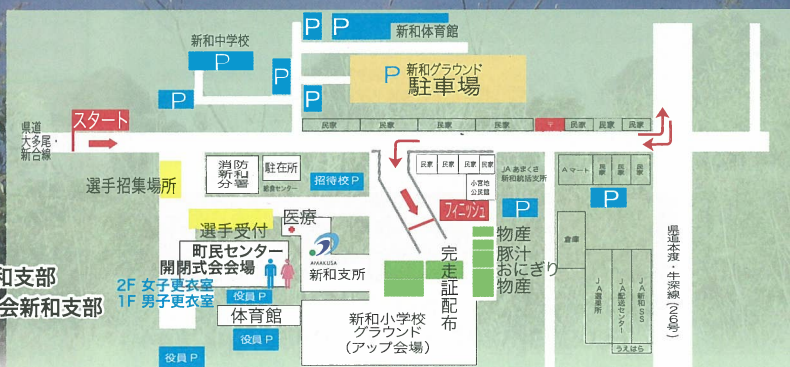 P
P
新和体育館
新和中学校
P
P
P
P
P 新和グラウンド
駐車場
スタート
県道
大多尾・
新合線
民家
民家
民家
民家
〒
民家
民家
民家
選手招集場所
消防
新和
分署
駐在所
給食センター
招待校P
民家
民家
民家
民家
小宮地
公民館
JAあまくさ
新和統括支所
Aマート
民家
民家
民家
P
P
フィニッシュ
選手受付
医療
町民センター
開閉式会会場
AMAKUSA
新和支所
2F 女子更衣室
1F 男子更衣室
役員P
体育館
役員P
役員P
新和小学校
グラウンド
(アップ会場)
完走証配布
物産
豚汁
おにぎり
物産
倉庫
JA直果所
JA配送センター
JA新和SS
うえはら
県道本渡・牛深線(26号)
和支部
会新和支部